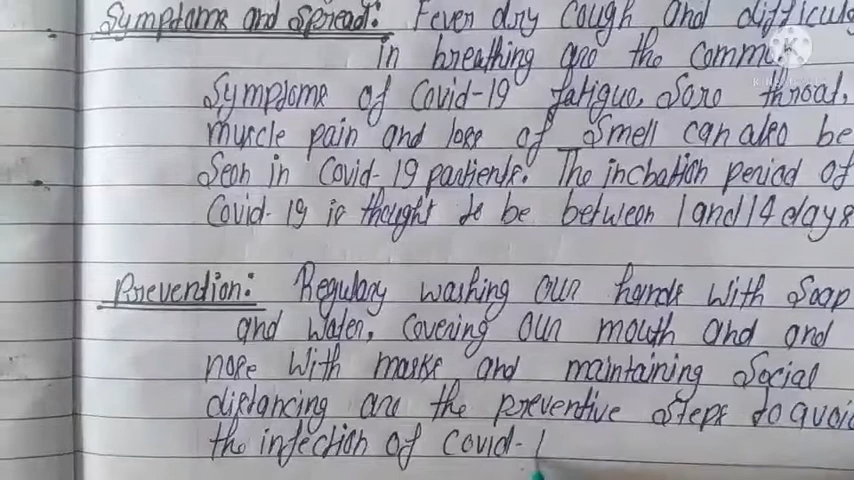 Symptoms and Spread: Fever dry cough and difficult
in breathing are the common
Symptoms of Covid-19 fatigue, Sore throat,
muscle pain and loss of Smell can also be
Seen in Covid-19 patients. The incbation period of
Covid-19 is thought to be between 1 and 14 days
Prevention: Regulary washing our hands with Soap
and water, covering our mouth and and
nose with masks and maintaining Social
distancing are the preventive Steps to avoid
the infection of Covid-1